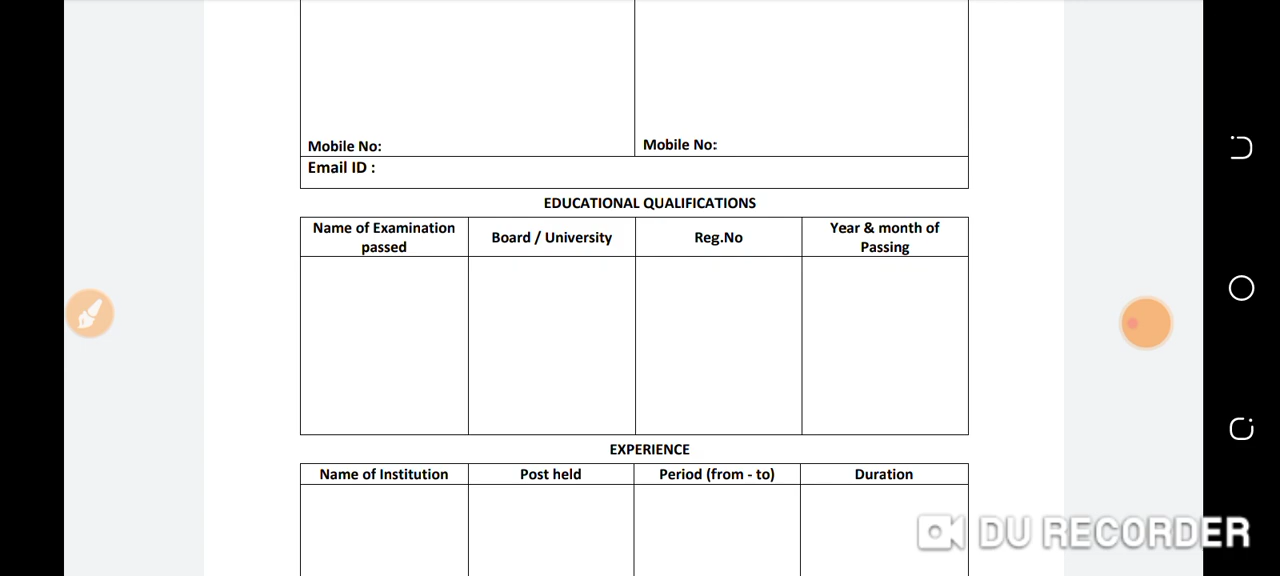 Mobile No:
Mobile No:
Email ID :
EDUCATIONAL QUALIFICATIONS
Name of Examination
passed
Board / University
Reg.No
Year & month of
Passing
EXPERIENCE
Name of Institution
Post held
Period (from - to)
Duration
DU RECORDER